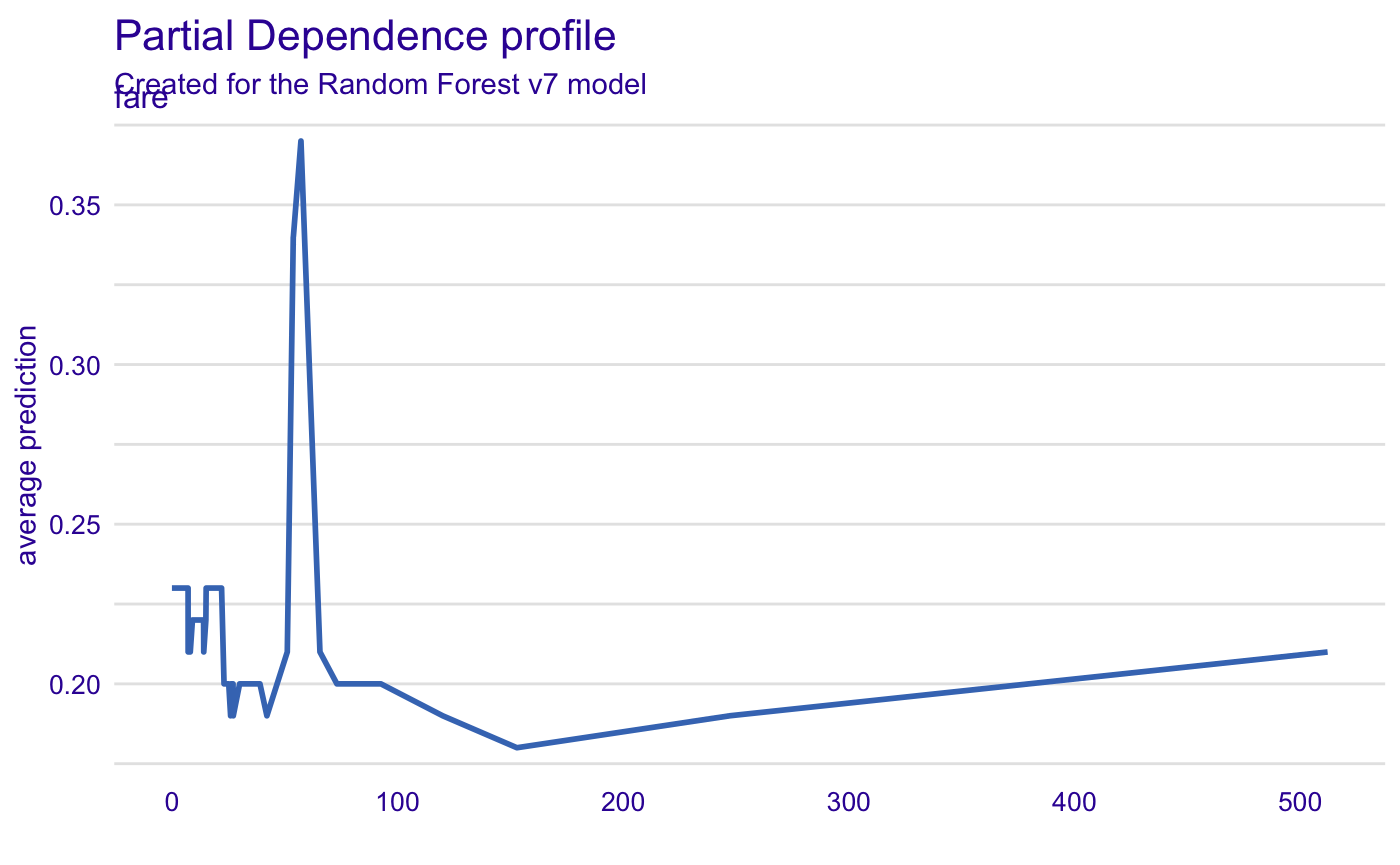 Partial Dependence profile
Created for the Random Forest v7 model
fare
average prediction
0.35
0.30
0.25
0.20
0 100 200 300 400 500